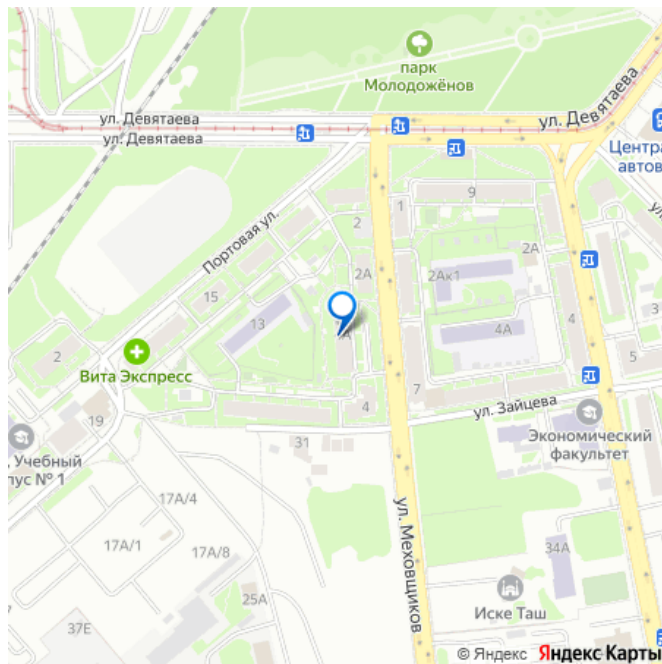 парк
Молодожёнов
ул. Девятаева
ул. Девятаева
ул. Девятаева
Центра
автов
Портовая ул.
2
1
9
2А
2А
2Ак1
15
13
4А
4
2
Вита Экспресс
5
7
4
ул. Зайцева
19
31
Экономический
факультет
Учебный
пус № 1
17А/4
17А/1
17А/8
ул. Меховщиков
34А
25А
Иске Таш
37Е
© Яндекс Яндекс Карты